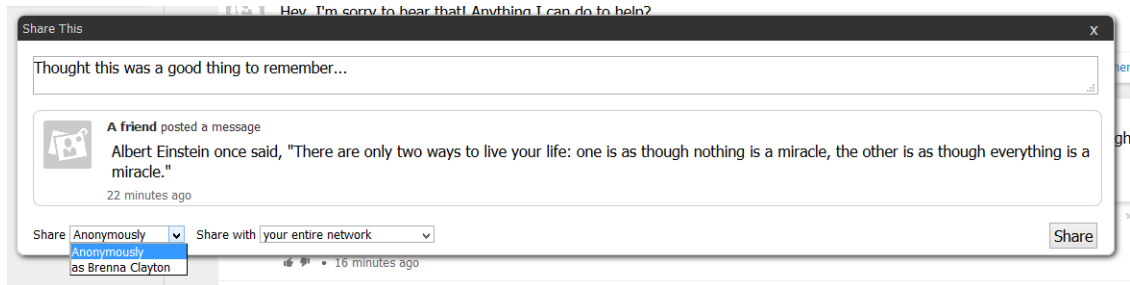 Hey, I'm sorry to hear that! Anything I can do to help?
Share This
x
Thought this was a good thing to remember...
A friend posted a message
Albert Einstein once said, "There are only two ways to live your life: one is as though nothing is a miracle, the other is as though everything is a
miracle."
22 minutes ago
Share Anonymously Share with your entire network Share
Anonymously
as Brenna Clayton
• 16 minutes ago